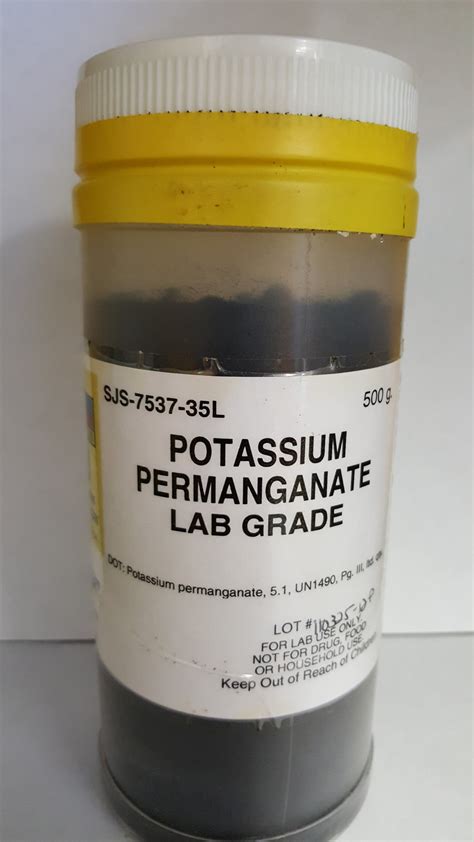 SJS-7537-35L
500 g.
POTASSIUM
PERMANGANATE
LAB GRADE
DOT: Potassium permanganate, 5.1, UN1490, Pg. III, ltd. qty.
LOT #
FOR LAB USE ONLY
NOT FOR DRUG, FOOD
OR HOUSEHOLD USE
Keep Out of Reach of Children